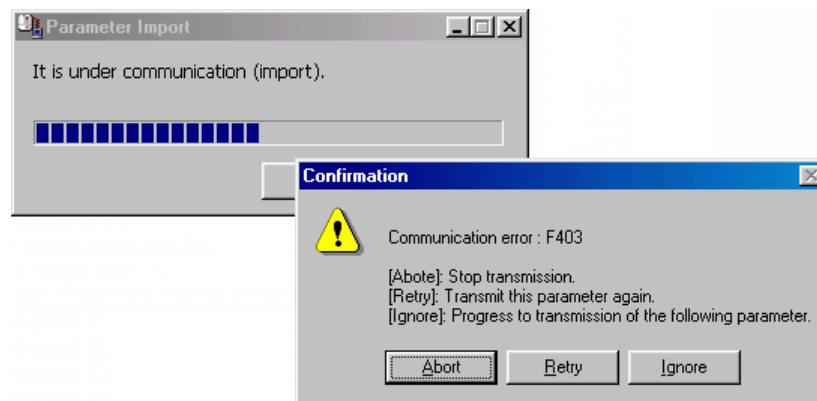 Parameter Import
It is under communication (import).
Confirmation
Communication error : F403
[Abote]: Stop transmission.
[Retry]: Transmit this parameter again.
[Ignore]: Progress to transmission of the following parameter.
Abort
Retry
Ignore